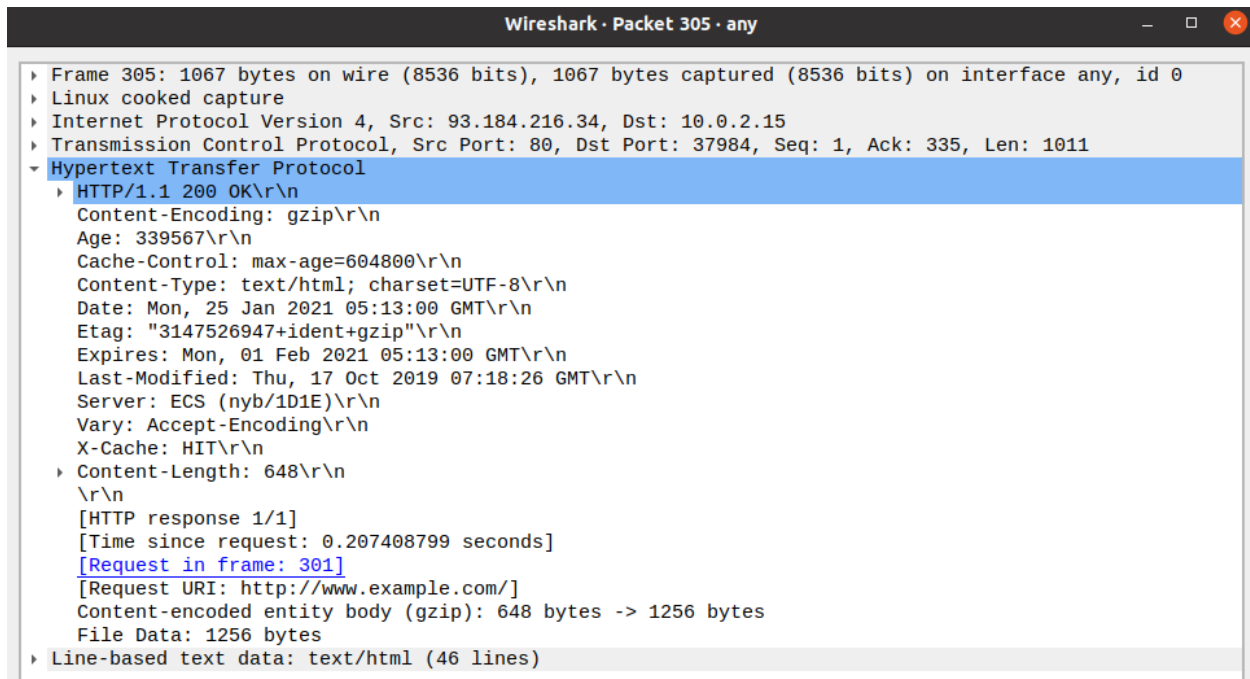 Wireshark · Packet 305 · any
Frame 305: 1067 bytes on wire (8536 bits), 1067 bytes captured (8536 bits) on interface any, id 0
Linux cooked capture
Internet Protocol Version 4, Src: 93.184.216.34, Dst: 10.0.2.15
Transmission Control Protocol, Src Port: 80, Dst Port: 37984, Seq: 1, Ack: 335, Len: 1011
Hypertext Transfer Protocol
HTTP/1.1 200 OK\r\n
Content-Encoding: gzip\r\n
Age: 339567\r\n
Cache-Control: max-age=604800\r\n
Content-Type: text/html; charset=UTF-8\r\n
Date: Mon, 25 Jan 2021 05:13:00 GMT\r\n
Etag: "3147526947+ident+gzip"\r\n
Expires: Mon, 01 Feb 2021 05:13:00 GMT\r\n
Last-Modified: Thu, 17 Oct 2019 07:18:26 GMT\r\n
Server: ECS (nyb/1D1E)\r\n
Vary: Accept-Encoding\r\n
X-Cache: HIT\r\n
Content-Length: 648\r\n
\r\n
[HTTP response 1/1]
[Time since request: 0.207408799 seconds]
[Request in frame: 301]
[Request URI: http://www.example.com/]
Content-encoded entity body (gzip): 648 bytes -> 1256 bytes
File Data: 1256 bytes
Line-based text data: text/html (46 lines)